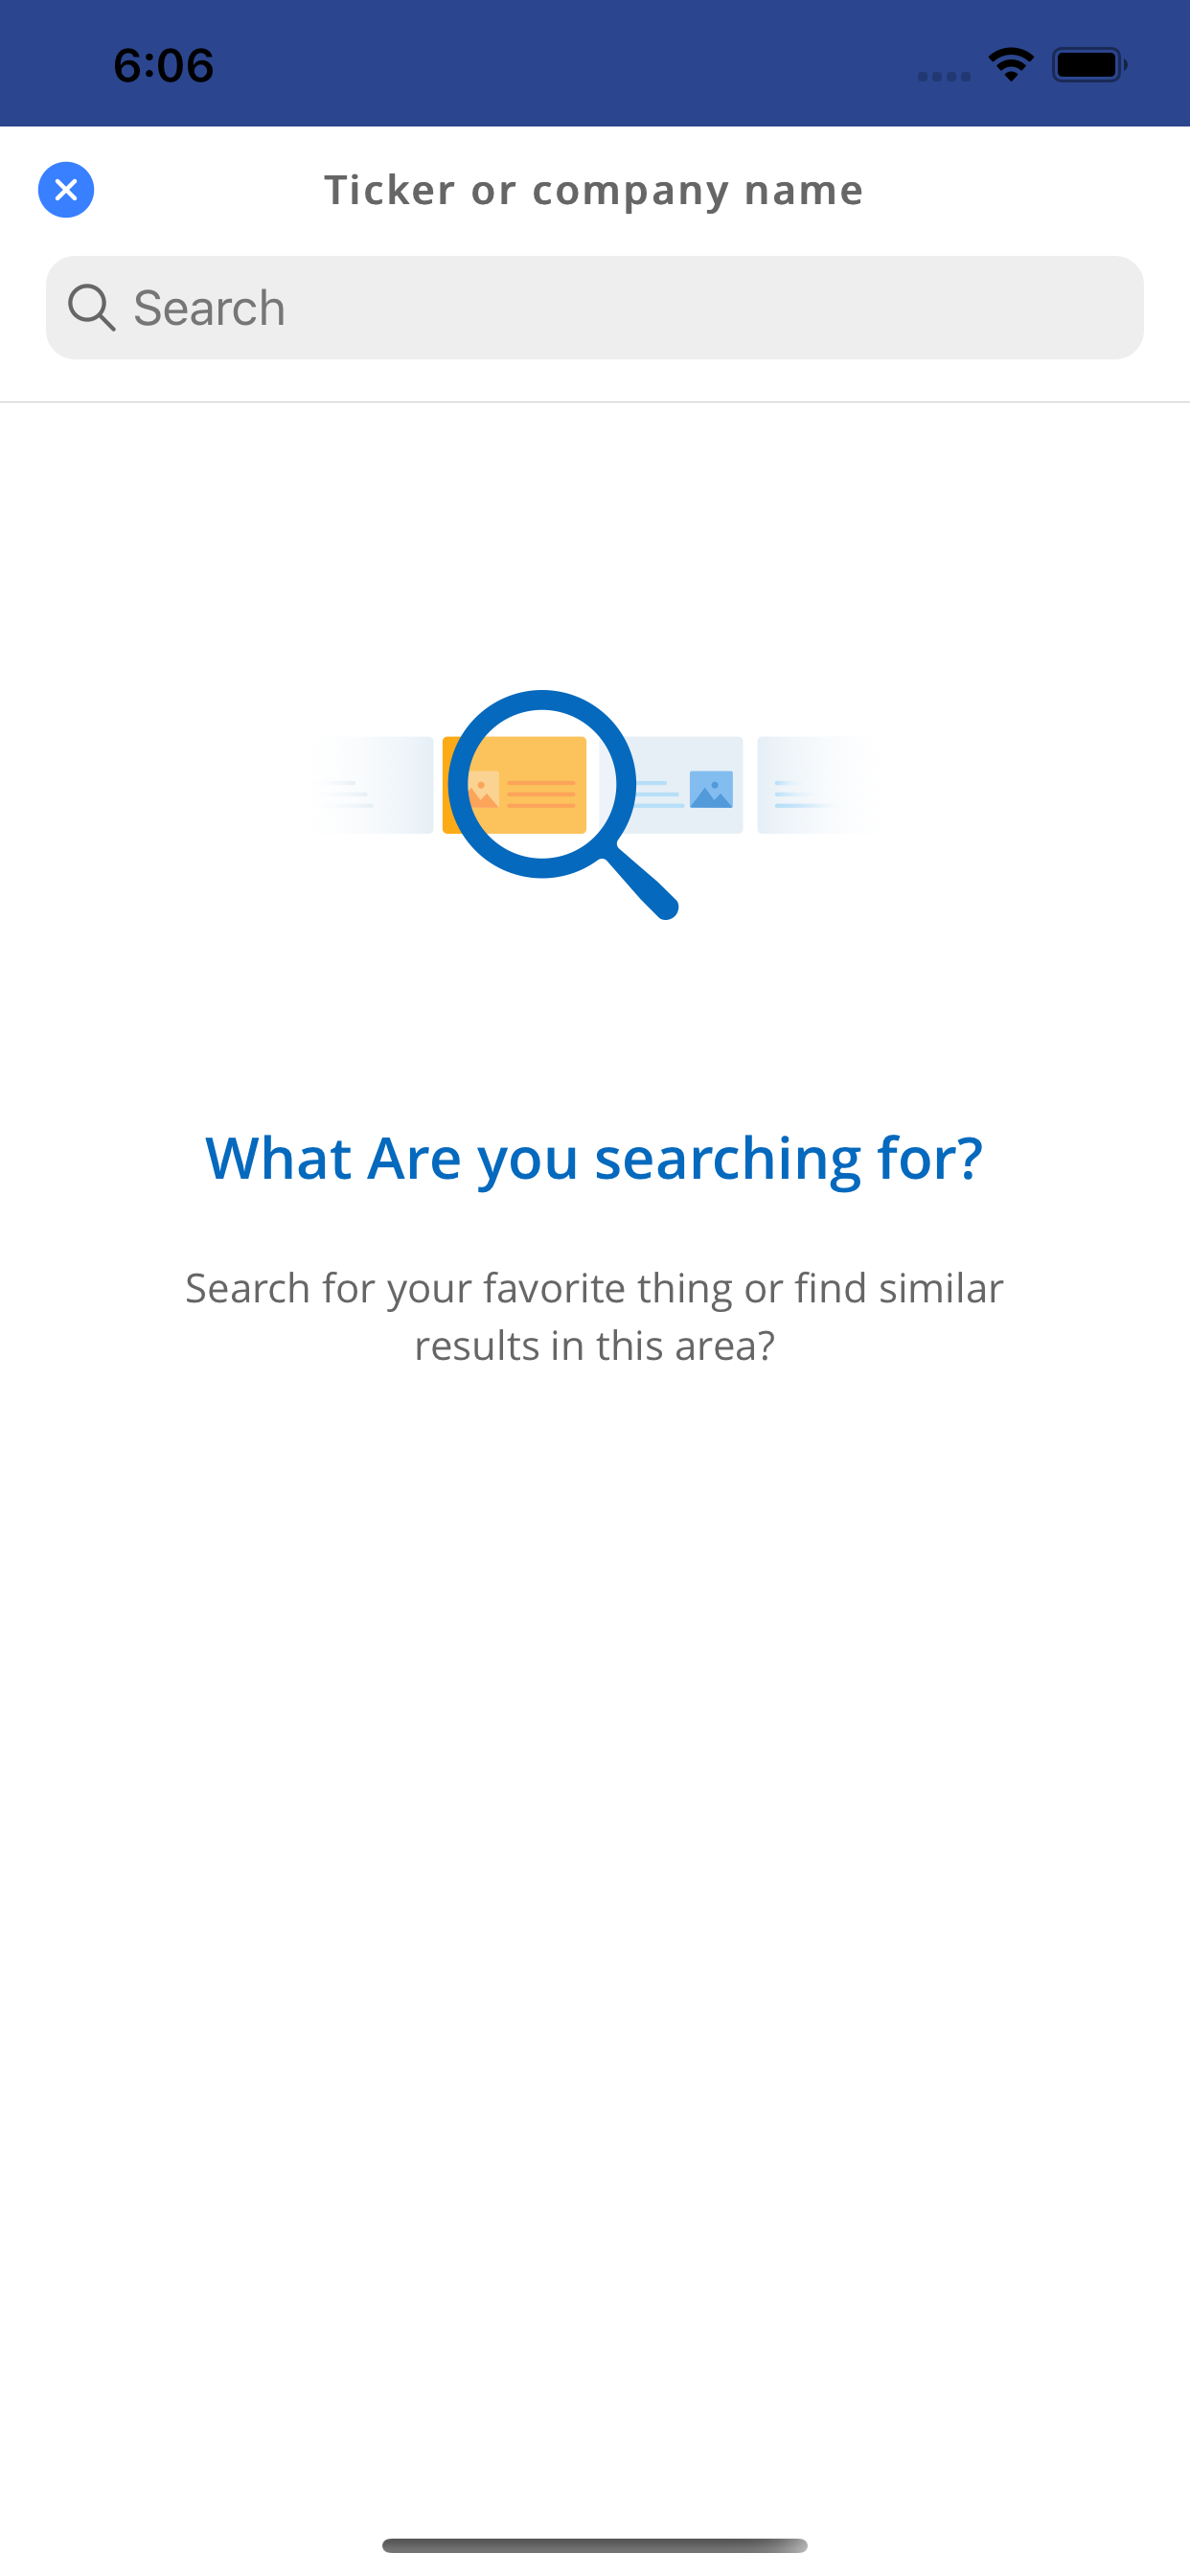 6:06
Ticker or company name
Search
What Are you searching for?
Search for your favorite thing or find similar
results in this area?